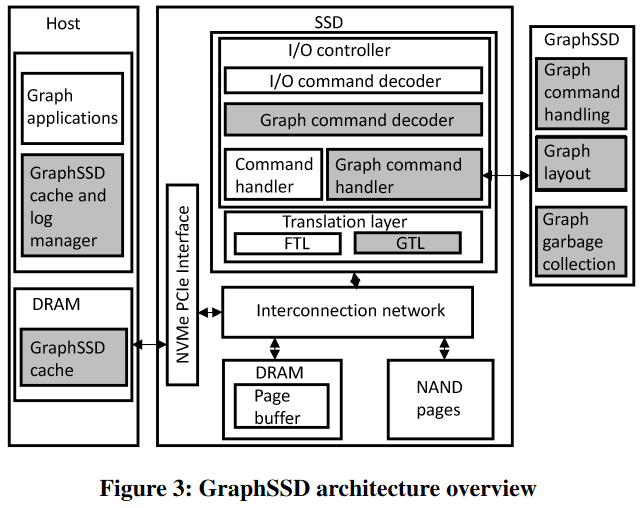 Host
Graph
applications
GraphSSD
cache and
log
manager
DRAM
GraphSSD
cache
SSD
I/O controller
I/O command decoder
Graph command decoder
Command
handler
Graph command
handler
Translation layer
FTL
GTL
NVMe PCIe Interface
Interconnection network
DRAM
Page
buffer
NAND
pages
GraphSSD
Graph
command
handling
Graph
layout
Graph
garbage
collection
Figure 3: GraphSSD architecture overview